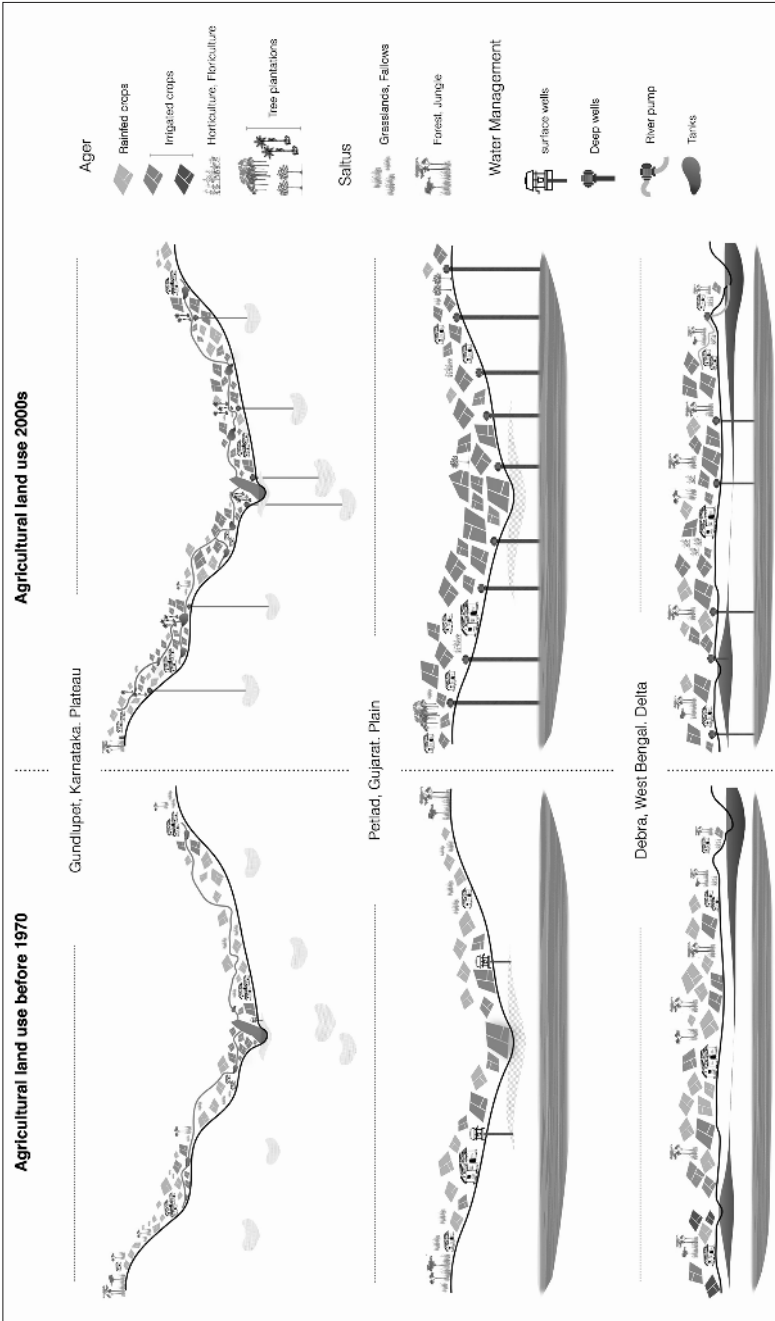 Agricultural land use before 1970
Agricultural land use 2000s
Gundlupet, Karnataka. Plateau
Petlad, Gujarat. Plain
Debra, West Bengal. Delta
Ager
Rainfed crops
Irrigated crops
Horticulture, Floriculture
Tree plantations
Saltus
Grasslands, Fallows
Forest. Jungle
Water Management
surface wells
Deep wells
River pump
Tanks